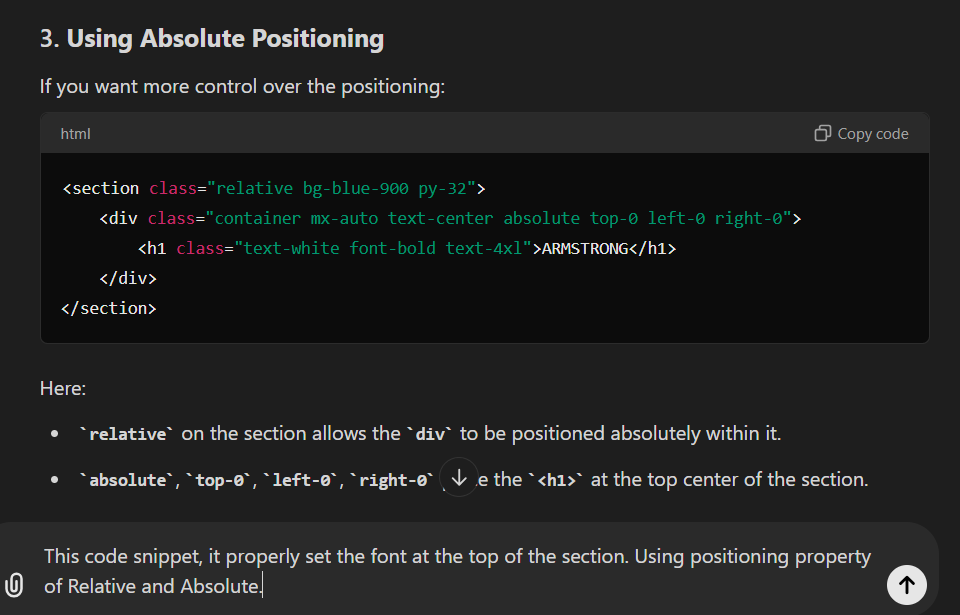 3. Using Absolute Positioning
If you want more control over the positioning:
html
Copy code
<section class="relative bg-blue-900 py-32">
<div class="container mx-auto text-center absolute top-0 left-0 right-0">
<h1 class="text-white font-bold text-4xl">ARMSTRONG</h1>
</div>
</section>
Here:
`relative` on the section allows the `div` to be positioned absolutely within it.
`absolute`, `top-0`, `left-0`, `right-0` the `<h1>` at the top center of the section.
This code snippet, it properly set the font at the top of the section. Using positioning property
of Relative and Absolute.